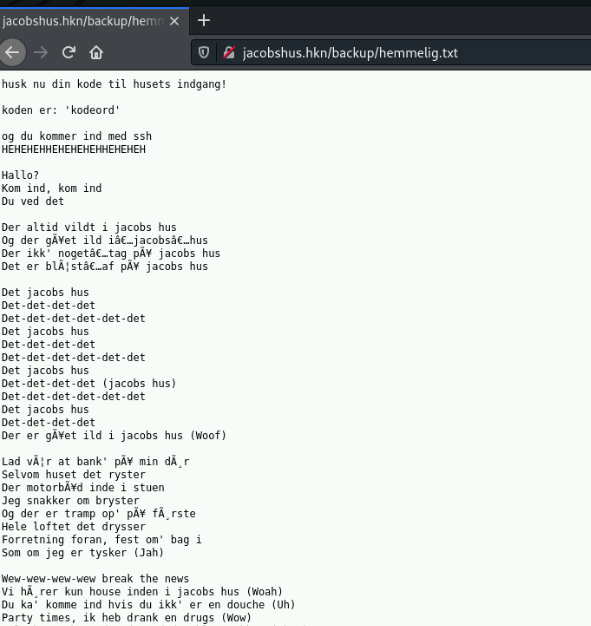 jacobshus.hkn/backup/hemm
jacobshus.hkn/backup/hemmelig.txt
husk nu din kode til husets indgang!
koden er: 'kodeord'
og du kommer ind med ssh
HEHEHEHHEHEHEHEHHEHEHEH
Hallo?
Kom ind, kom ind
Du ved det
Der altid vildt i jacobs hus
Og der gÃ¥et ild iâ€…jacobsâ€…hus
Der ikk' nogetâ€…tag pÃ¥ jacobs hus
Det er blÃ¦stâ€…af pÃ¥ jacobs hus
Det jacobs hus
Det-det-det-det
Det-det-det-det-det-det
Det jacobs hus
Det-det-det-det
Det-det-det-det-det-det
Det jacobs hus
Det-det-det-det (jacobs hus)
Det-det-det-det-det-det
Det jacobs hus
Det-det-det-det
Der er gÃ¥et ild i jacobs hus (Woof)
Lad vÃ¦r at bank' pÃ¥ min dÃ¸r
Selvom huset det ryster
Der motorbÃ¥d inde i stuen
Jeg snakker om bryster
Og der er tramp op' pÃ¥ fÃ¸rste
Hele loftet det drysser
Forretning foran, fest om' bag i
Som om jeg er tysker (Jah)
Wew-wew-wew-wew break the news
Vi hÃ¸rer kun house inden i jacobs hus (Woah)
Du ka' komme ind hvis du ikk' er en douche (Uh)
Party times, ik heb drank en drugs (Wow)